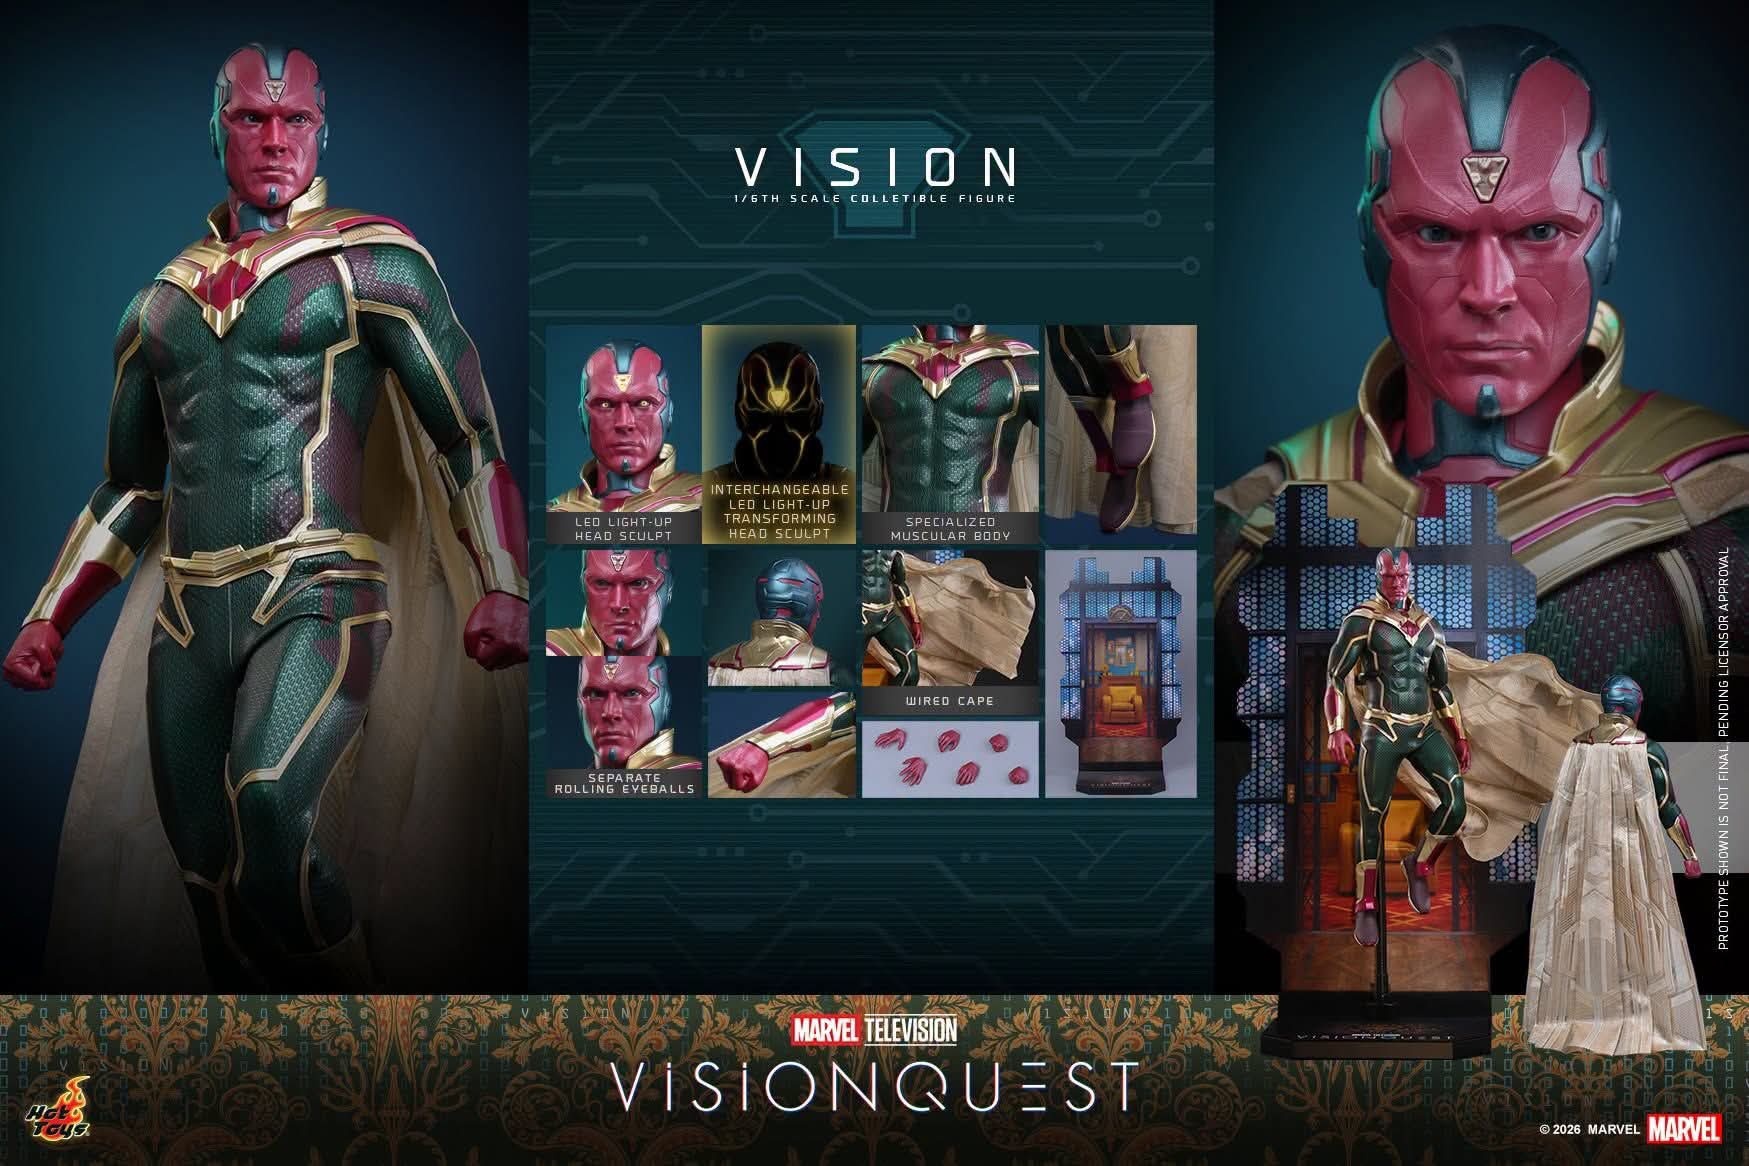 VISION
1/6TH SCALE COLLETIBLE FIGURE
LED LIGHT-UP
HEAD SCULPT
INTERCHANGEABLE
LED LIGHT-UP
TRANSFORMING
HEAD SCULPT
SPECIALIZED
MUSCULAR BODY
SEPARATE
ROLLING EYEBALLS
WIRED CAPE
VISIONQUEST
PROTOTYPE SHOWN IS NOT FINAL, PENDING LICENSOR APPROVAL
VISIONQUEST
MARVEL TELEVISION
VISIONQUEST
Hot
Toys
© 2026 MARVEL
MARVEL